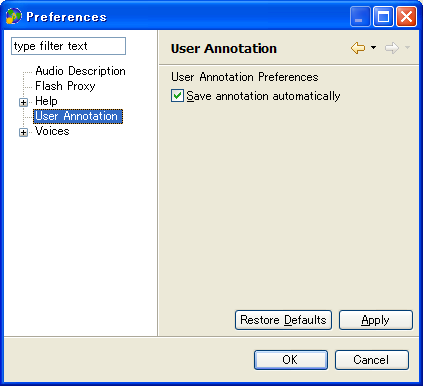 Preferences
type filter text
Audio Description
Flash Proxy
Help
User Annotation
Voices
User Annotation
User Annotation Preferences
Save annotation automatically
Restore Defaults
Apply
OK
Cancel